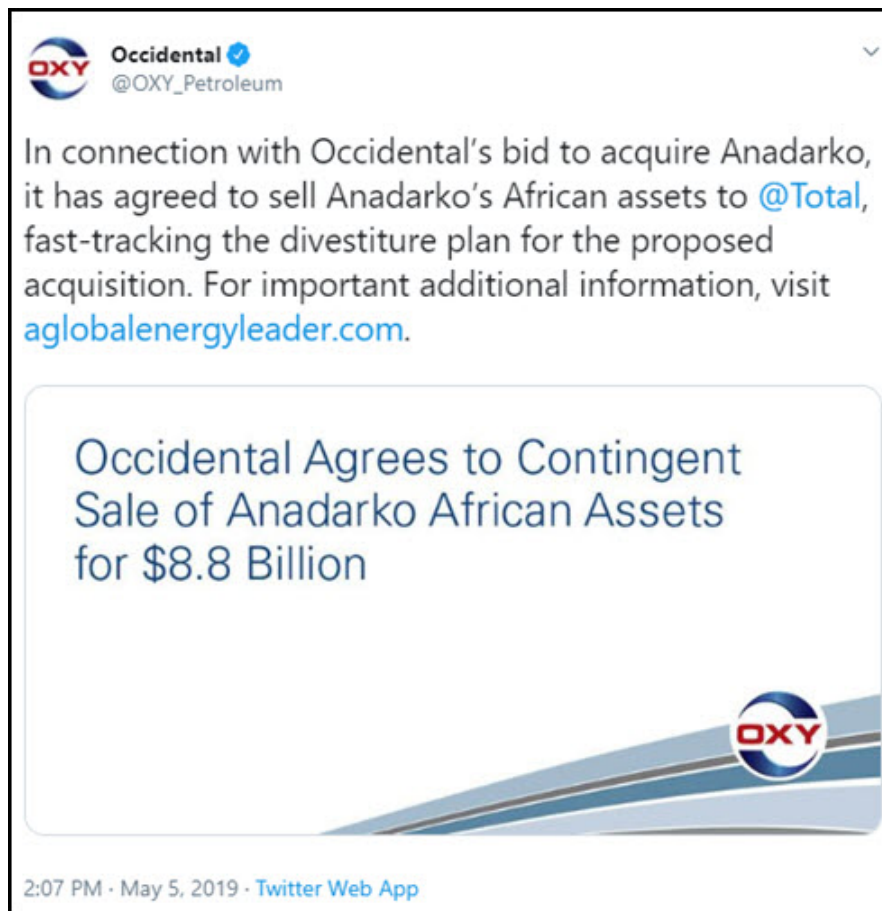 Occidental
OXY
@OXY_Petroleum
In connection with Occidental's bid to acquire Anadarko,
it has agreed to sell Anadarko's African assets to @Total,
fast-tracking the divestiture plan for the proposed
acquisition. For important additional information, visit
aglobalenergyleader.com.
Occidental Agrees to Contingent
Sale of Anadarko African Assets
for $8.8 Billion
OXY
2:07 PM · May 5, 2019 · Twitter Web App